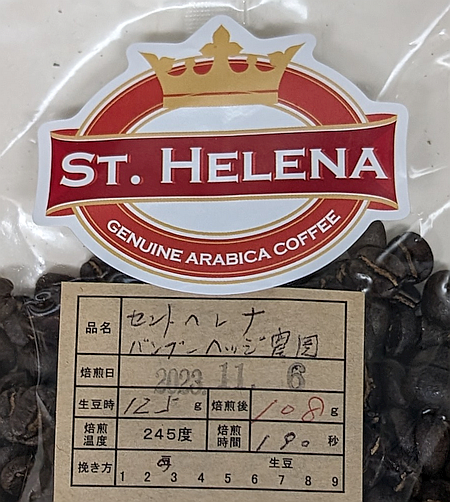 ST. HELENA
GENUINE ARABICA COFFEE
品名 セントヘレナ
バンブーヘッジ農園
焙煎日 2023. 11. 6
生豆時 125 g 焙煎後 108 g
焙煎温度 245度 焙煎時間 190 秒
挽き方 豆 生豆
1 2 3 4 5 6 7 8 9